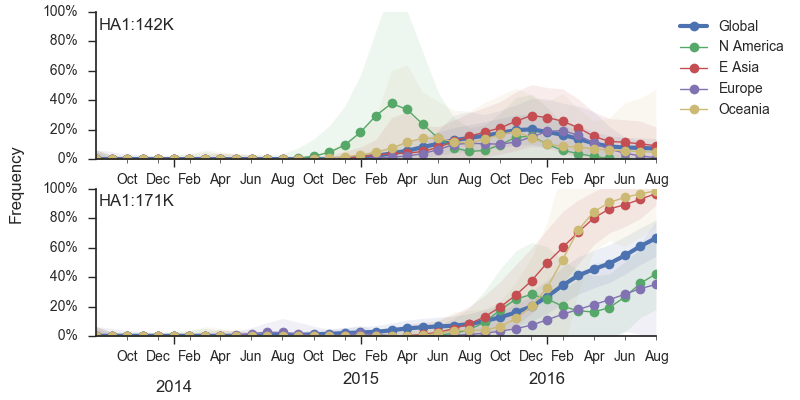 100%
80%
60%
40%
20%
0%
HA1:142K
Oct Dec Feb Apr Jun Aug Oct Dec Feb Apr Jun Aug Oct Dec Feb Apr Jun Aug
Global
N America
E Asia
Europe
Oceania
Frequency
100%
80%
60%
40%
20%
0%
HA1:171K
Oct Dec Feb Apr Jun Aug Oct Dec Feb Apr Jun Aug Oct Dec Feb Apr Jun Aug
2014 2015 2016